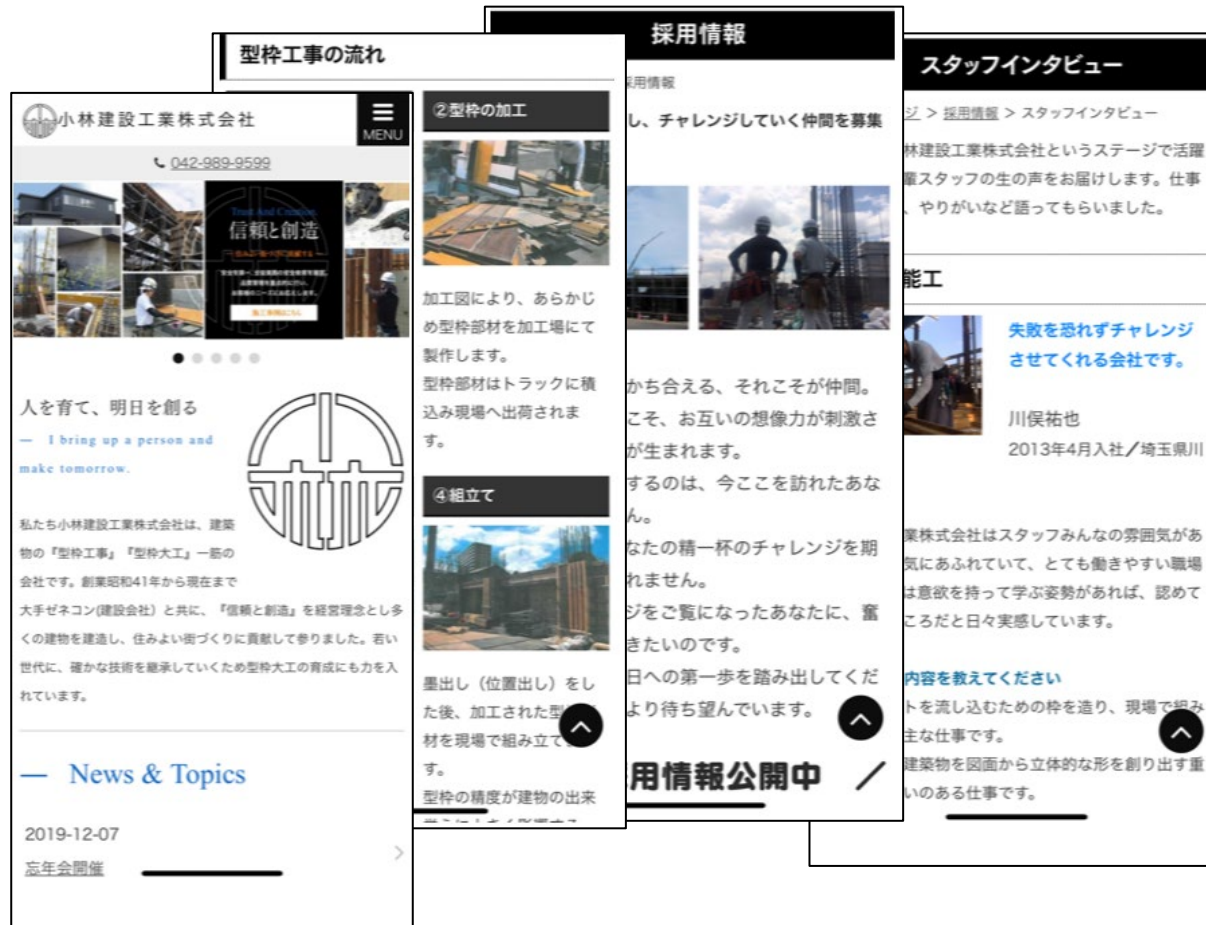 小林建設工業株式会社
MENU
042-989-9599
Trust And Creation.
信頼と創造
施工事例はこちら
人を育て、明日を創る
— I bring up a person and
make tomorrow.
私たち小林建設工業株式会社は、建築
物の『型枠工事』『型枠大工』一筋の
会社です。創業昭和41年から現在まで
大手ゼネコン(建設会社）と共に、『信頼と創造』を経営理念とし多
くの建物を建造し、住みよい街づくりに貢献して参りました。若い
世代に、確かな技術を継承していくため型枠大工の育成にも力を入
れています。
— News & Topics
2019-12-07
忘年会開催
型枠工事の流れ
②型枠の加工
加工図により、あらかじ
め型枠部材を加工場にて
製作します。
型枠部材はトラックに積
込み現場へ出荷されま
す。
④組立て
墨出し（位置出し）をし
た後、加工された型
材を現場で組み立て
す。
型枠の精度が建物の出来
採用情報
採用情報
し、チャレンジしていく仲間を募集
かち合える、それこそが仲間。
こそ、お互いの想像力が刺激さ
が生まれます。
するのは、今ここを訪れたあな
ん。
なたの精一杯のチャレンジを期
れません。
ジをご覧になったあなたに、奮
きたいのです。
日への第一歩を踏み出してくだ
より待ち望んでいます。
用情報公開中 ／
スタッフインタビュー
ジ > 採用情報 > スタッフインタビュー
林建設工業株式会社というステージで活躍
輩スタッフの生の声をお届けします。仕事
、やりがいなど語ってもらいました。
能工
失敗を恐れずチャレンジ
させてくれる会社です。
川俣祐也
2013年4月入社／埼玉県川
業株式会社はスタッフみんなの雰囲気があ
気にあふれていて、とても働きやすい職場
は意欲を持って学ぶ姿勢があれば、認めて
ころだと日々実感しています。
内容を教えてください
トを流し込むための枠を造り、現場で組み
主な仕事です。
建築物を図面から立体的な形を創り出す重
いのある仕事です。